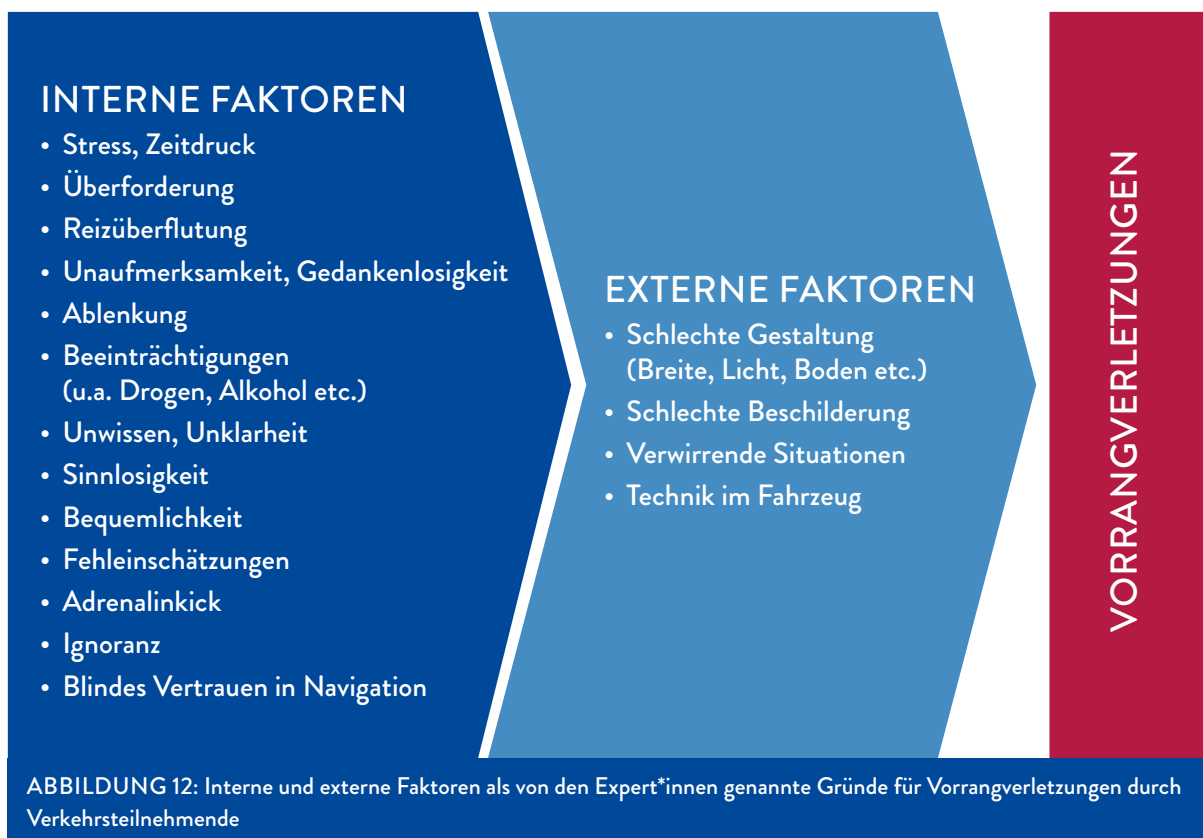 INTERNE FAKTOREN
• Stress, Zeitdruck
• Überforderung
• Reizüberflutung
• Unaufmerksamkeit, Gedankenlosigkeit
• Ablenkung
• Beeinträchtigungen
(u.a. Drogen, Alkohol etc.)
• Unwissen, Unklarheit
• Sinnlosigkeit
• Bequemlichkeit
• Fehleinschätzungen
• Adrenalinkick
• Ignoranz
• Blindes Vertrauen in Navigation
EXTERNE FAKTOREN
• Schlechte Gestaltung
(Breite, Licht, Boden etc.)
• Schlechte Beschilderung
• Verwirrende Situationen
• Technik im Fahrzeug
VORRANGVERLETZUNGEN
ABBILDUNG 12: Interne und externe Faktoren als von den Expert*innen genannte Gründe für Vorrangverletzungen durch
Verkehrsteilnehmende